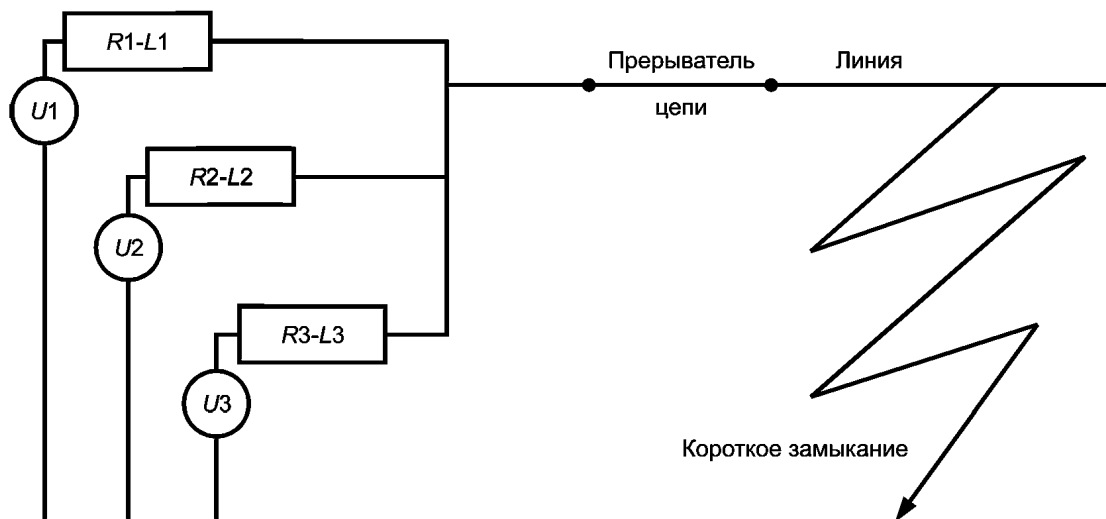 R1-L1
U1
Прерыватель
цепи
Линия
R2-L2
U2
R3-L3
U3
Короткое замыкание